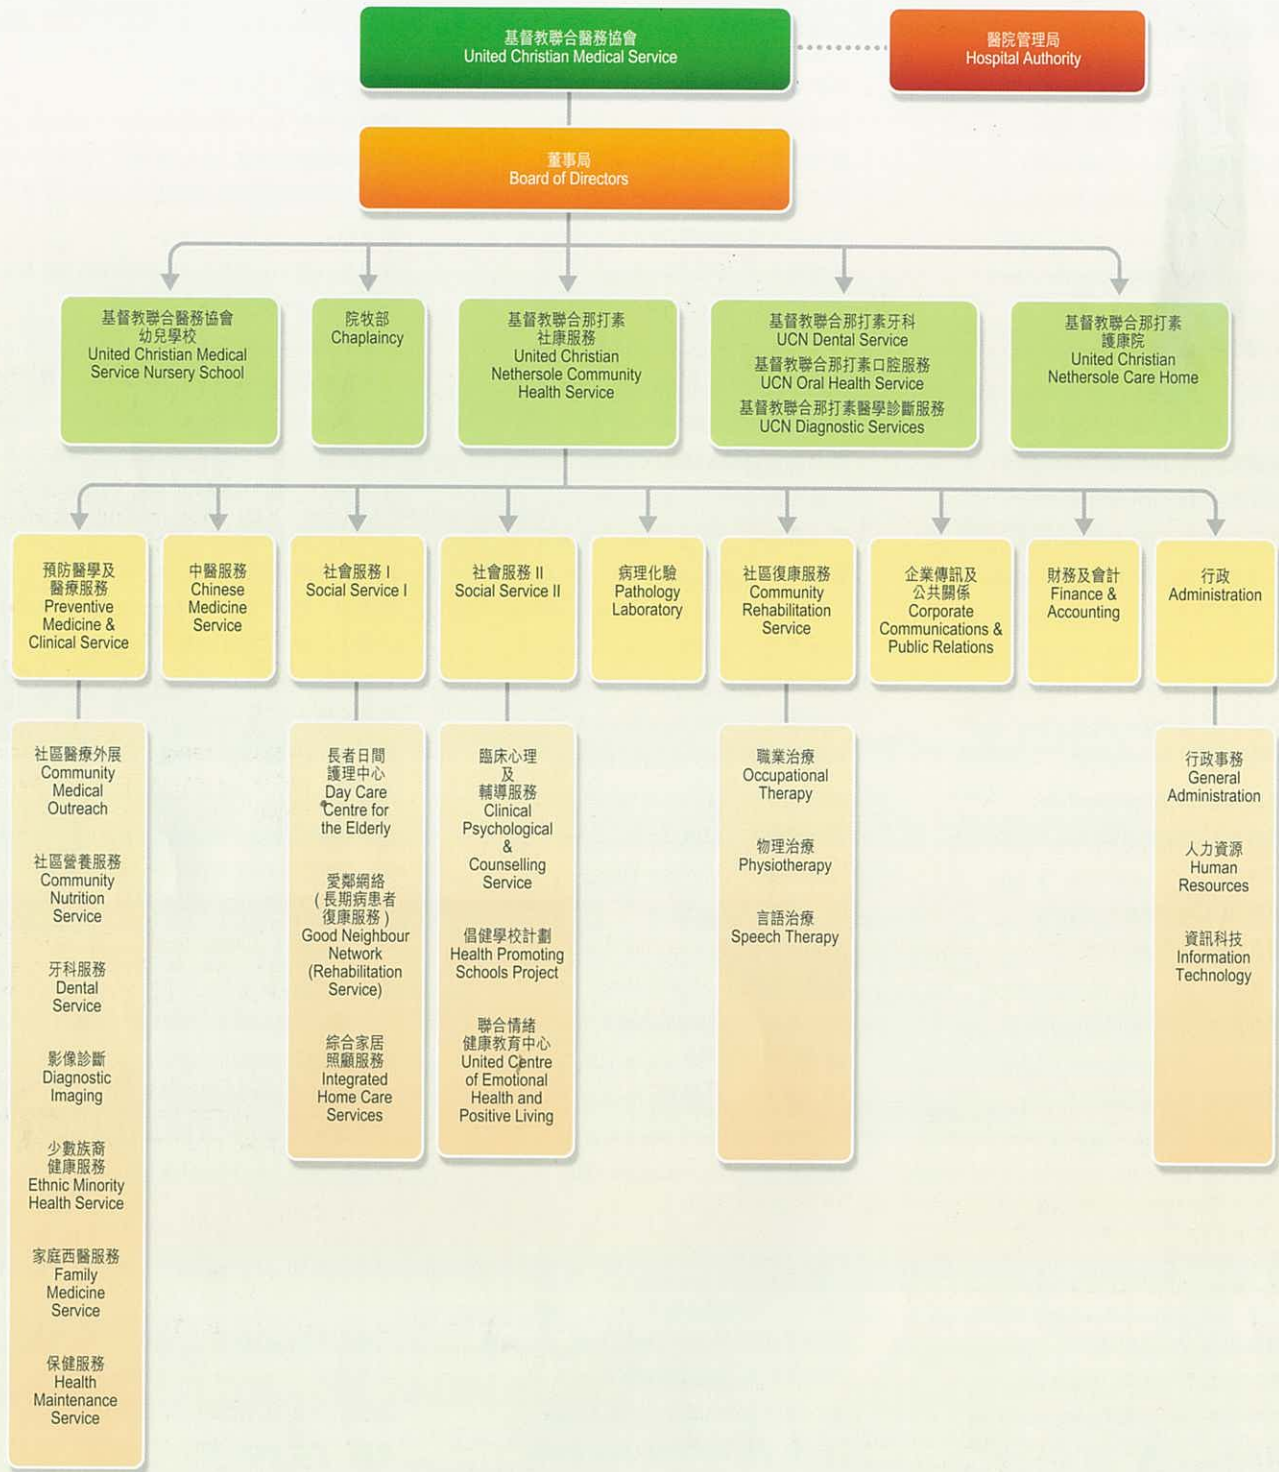 基督教聯合醫務協會
United Christian Medical Service
醫院管理局
Hospital Authority
董事局
Board of Directors
基督教聯合醫務協會
幼兒學校
United Christian Medical
Service Nursery School
院牧部
Chaplaincy
基督教聯合那打素
社康服務
United Christian
Nethersole Community
Health Service
基督教聯合那打素牙科
UCN Dental Service
基督教聯合那打素口腔服務
UCN Oral Health Service
基督教聯合那打素醫學診斷服務
UCN Diagnostic Services
基督教聯合那打素
護康院
United Christian
Nethersole Care Home
預防醫學及
醫療服務
Preventive
Medicine &
Clinical Service
中醫服務
Chinese
Medicine
Service
社會服務 I
Social Service I
社會服務 II
Social Service II
病理化驗
Pathology
Laboratory
社區復康服務
Community
Rehabilitation
Service
企業傳訊及
公共關係
Corporate
Communications &
Public Relations
財務及會計
Finance &
Accounting
行政
Administration
社區醫療外展
Community
Medical
Outreach
社區營養服務
Community
Nutrition
Service
牙科服務
Dental
Service
影像診斷
Diagnostic
Imaging
少數族裔
健康服務
Ethnic Minority
Health Service
家庭西醫服務
Family
Medicine
Service
保健服務
Health
Maintenance
Service
長者日間
護理中心
Day Care
Centre for
the Elderly
愛鄰網絡
( 長期病患者
復康服務 )
Good Neighbour
Network
(Rehabilitation
Service)
綜合家居
照顧服務
Integrated
Home Care
Services
臨床心理
及
輔導服務
Clinical
Psychological
&
Counselling
Service
倡健學校計劃
Health Promoting
Schools Project
聯合情緒
健康教育中心
United Centre
of Emotional
Health and
Positive Living
職業治療
Occupational
Therapy
物理治療
Physiotherapy
言語治療
Speech Therapy
行政事務
General
Administration
人力資源
Human
Resources
資訊科技
Information
Technology